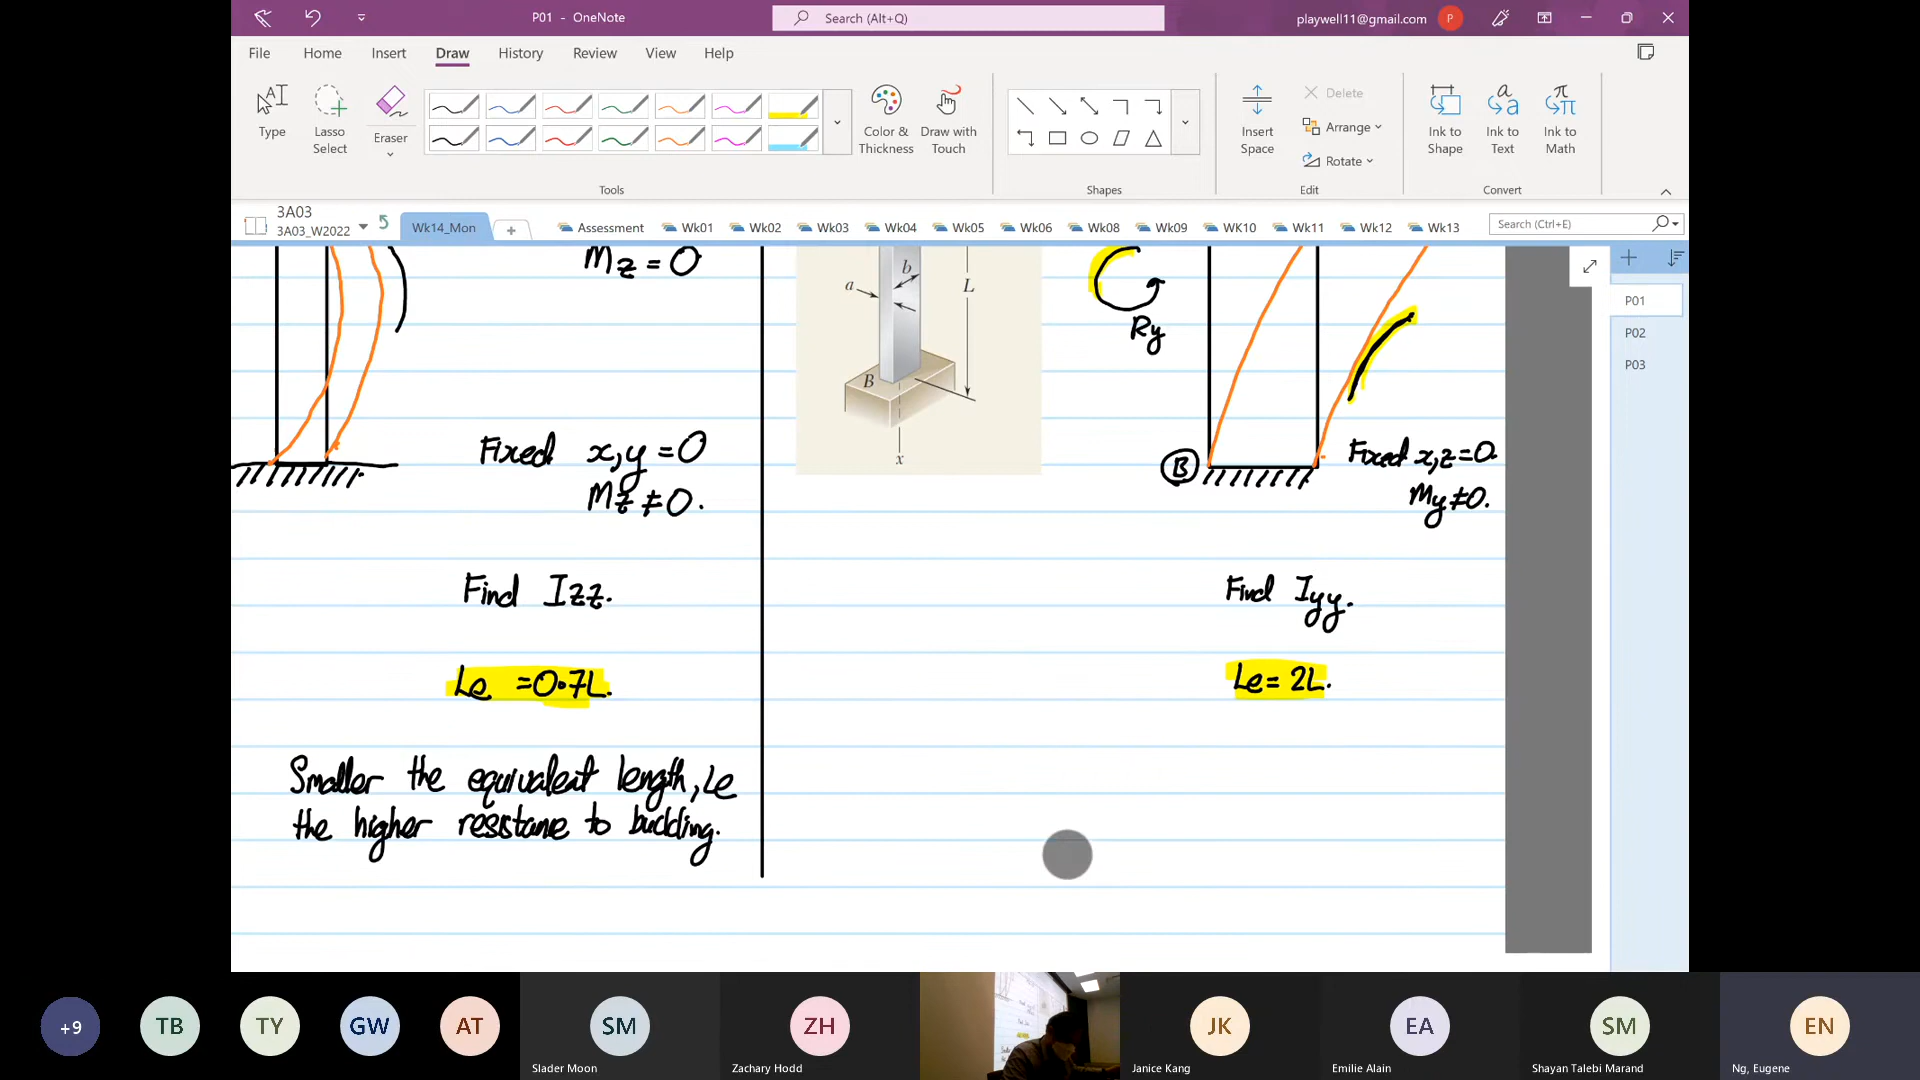 P01 - OneNote
Search (Alt+Q)
playwell11@gmail.com
P
File Home Insert Draw History Review View Help
Type
Lasso Select
Eraser
Color & Thickness
Draw with Touch
Insert Space
Delete
Arrange
Rotate
Ink to Shape
Ink to Text
Ink to Math
Tools Shapes Edit Convert
3A03
3A03_W2022
Wk14_Mon
Assessment Wk01 Wk02 Wk03 Wk04 Wk05 Wk06 Wk08 Wk09 WK10 Wk11 Wk12 Wk13
Search (Ctrl+E)
P01
P02
P03
Mz = 0
Fixed x,y = 0
Mz ≠ 0.
Find Izz.
Le = 0.7L.
Smaller the equivalent length, Le
the higher resistance to buckling.
b
a
L
B
x
Ry
B
Fixed x,z = 0.
My ≠ 0.
Find Iyy.
Le = 2L.
+9
TB
TY
GW
AT
SM
Slader Moon
ZH
Zachary Hodd
JK
Janice Kang
EA
Emilie Alain
SM
Shayan Talebi Marand
EN
Ng, Eugene